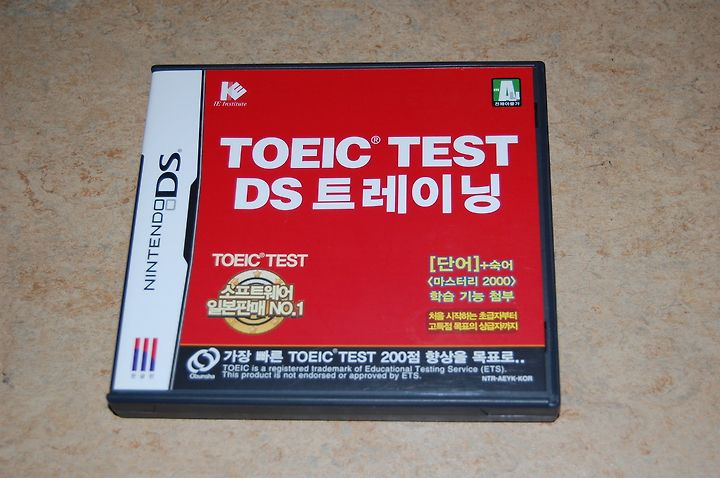 IE Institute
전체이용가
TOEIC® TEST
DS 트레이닝
NINTENDO DS
TOEIC® TEST
소프트웨어
일본판매 NO.1
[단어]+숙어
<마스터리 2000>
학습 기능 첨부
처음 시작하는 초급자부터
고득점 목표의 상급자까지
한글판
Obunsha
가장 빠른 TOEIC® TEST 200점 향상을 목표로..
TOEIC is a registered trademark of Educational Testing Service (ETS).
This product is not endorsed or approved by ETS.
NTR-AEYK-KOR